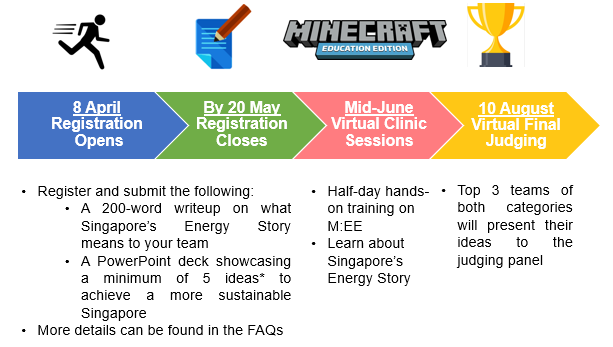 MINECRAFT
EDUCATION EDITION
8 April
Registration
Opens
By 20 May
Registration
Closes
Mid-June
Virtual Clinic
Sessions
10 August
Virtual Final
Judging
• Register and submit the following:
• A 200-word writeup on what
Singapore's Energy Story
means to your team
• A PowerPoint deck showcasing
a minimum of 5 ideas* to
achieve a more sustainable
Singapore
• More details can be found in the FAQs
• Half-day hands-
on training on
M:EE
• Learn about
Singapore's
Energy Story
• Top 3 teams of
both categories
will present their
ideas to the
judging panel